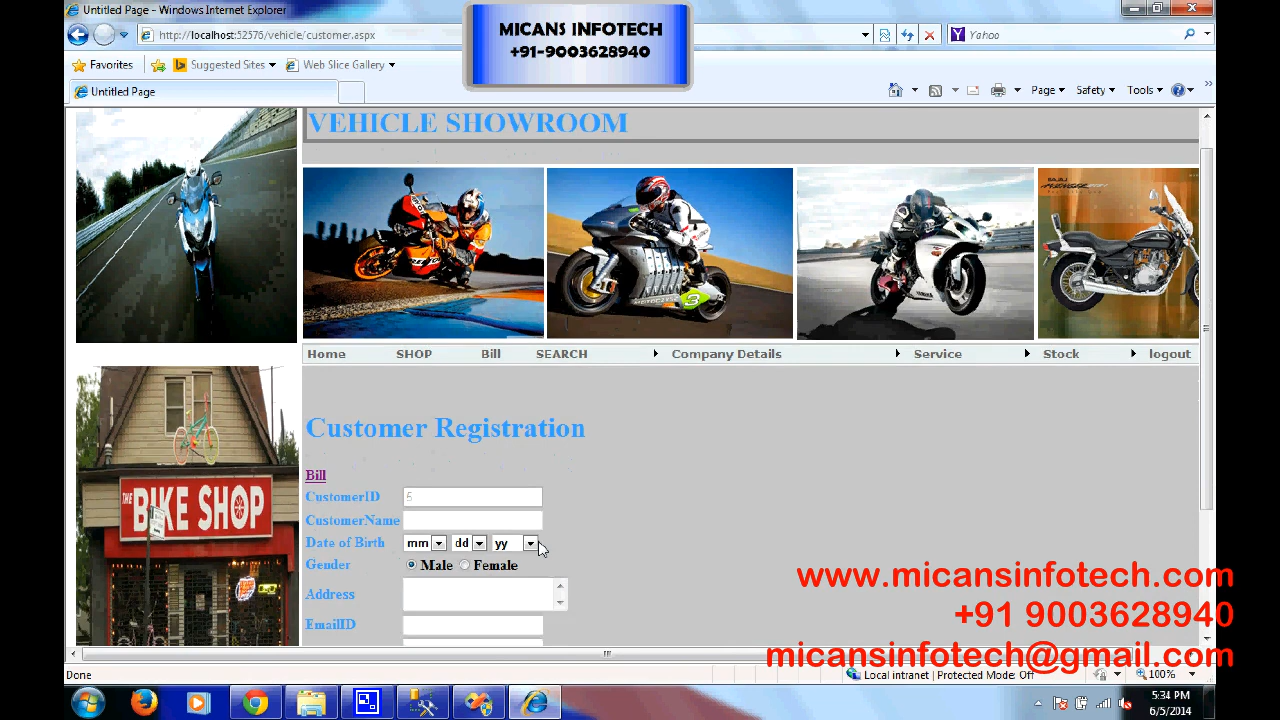 Untitled Page - Windows Internet Explorer
MICANS INFOTECH
+91-9003628940
http://localhost:52576/vehicle/customer.aspx
Yahoo
Favorites
Suggested Sites
Web Slice Gallery
Untitled Page
Page
Safety
Tools
VEHICLE SHOWROOM
BAJAJ
MOTOCZYSZ
3
YAMAHA
Home SHOP Bill SEARCH Company Details Service Stock logout
Customer Registration
Bill
CustomerID 5
CustomerName
Date of Birth mm dd yy
Gender Male Female
Address
EmailID
THE BIKE SHOP
www.micansinfotech.com
+91 9003628940
micansinfotech@gmail.com
Done
Local intranet | Protected Mode: Off
100%
5:34 PM
6/5/2014